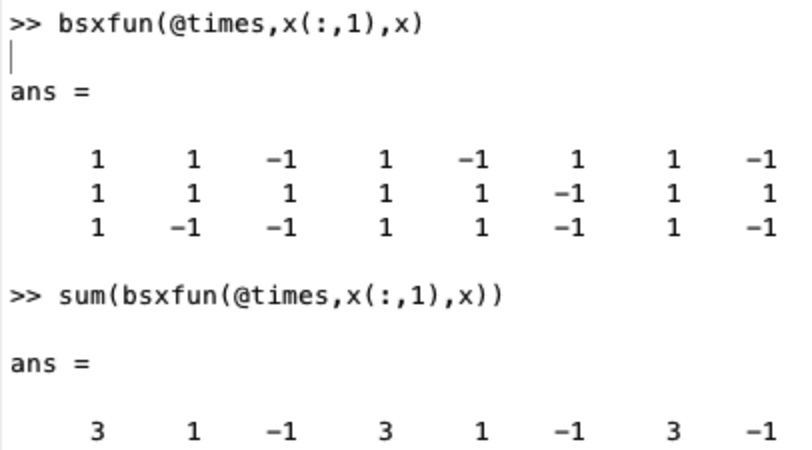 >> bsxfun(@times,x(:,1),x)
ans =
1 1 -1 1 -1 1 1 -1
1 1 1 1 1 -1 1 1
1 -1 -1 1 1 -1 1 -1
>> sum(bsxfun(@times,x(:,1),x))
ans =
3 1 -1 3 1 -1 3 -1